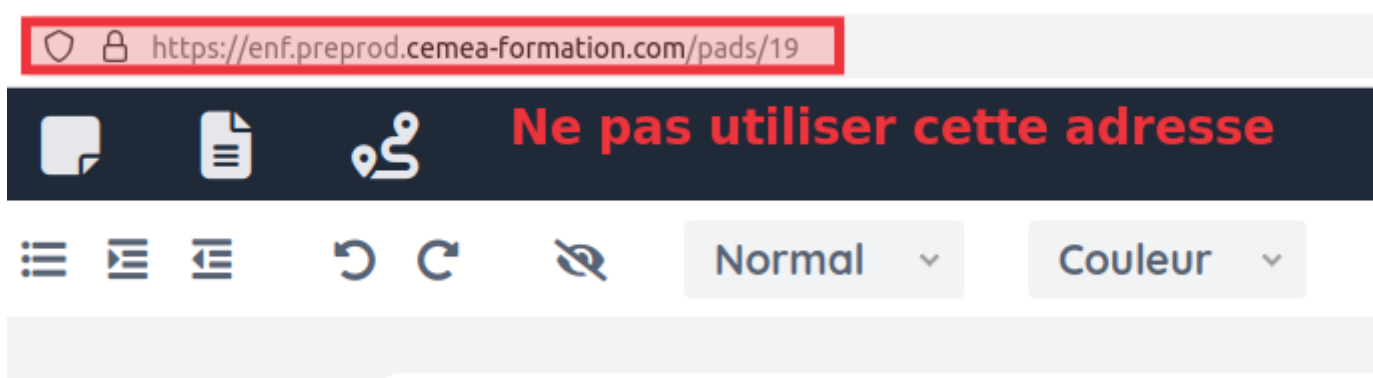 https://enf.preprod.cemea-formation.com/pads/19
Ne pas utiliser cette adresse
Normal
Couleur